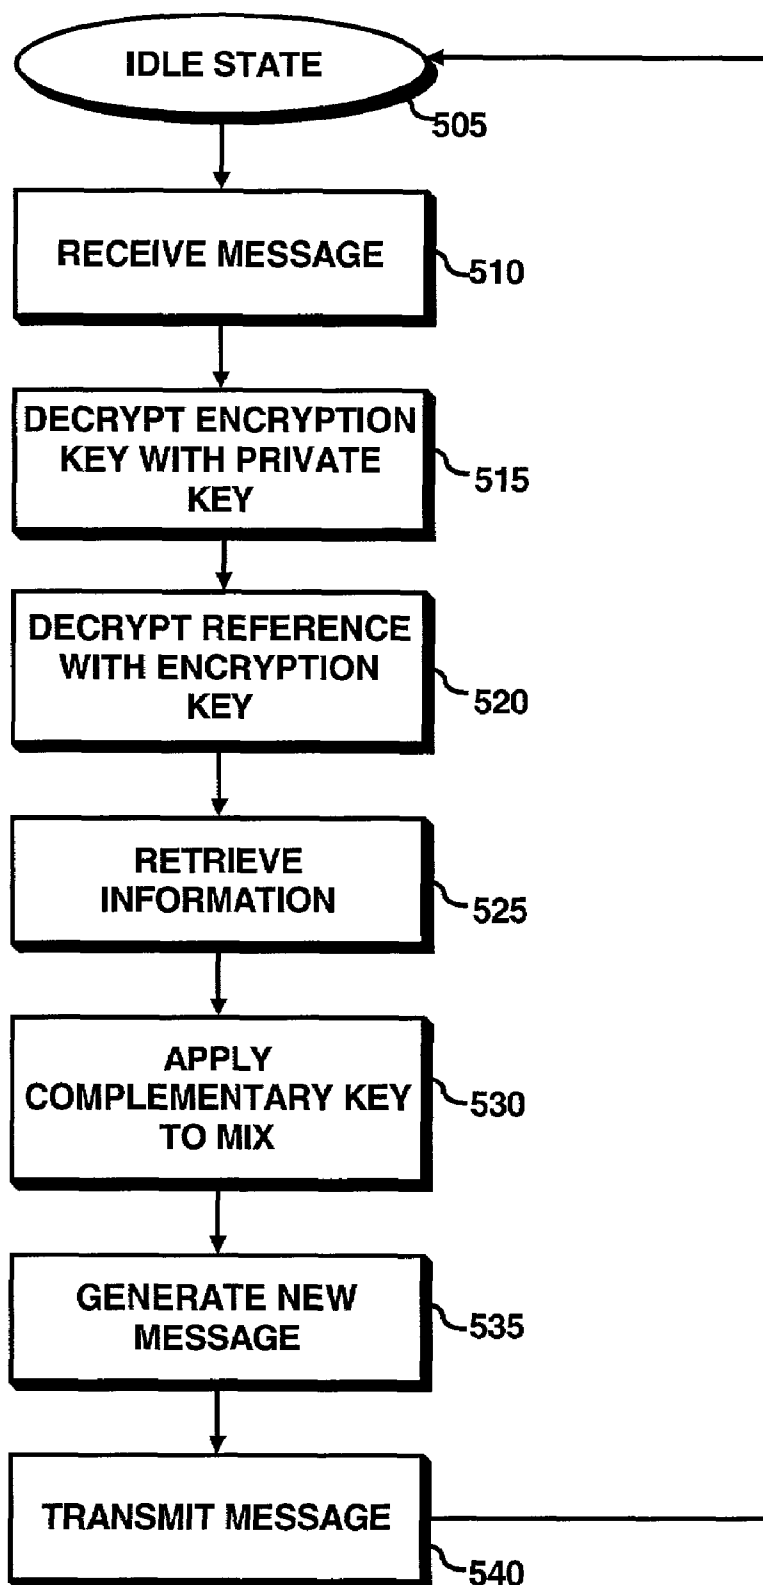 IDLE STATE
505
RECEIVE MESSAGE
510
DECRYPT ENCRYPTION
KEY WITH PRIVATE
KEY
515
DECRYPT REFERENCE
WITH ENCRYPTION
KEY
520
RETRIEVE
INFORMATION
525
APPLY
COMPLEMENTARY KEY
TO MIX
530
GENERATE NEW
MESSAGE
535
TRANSMIT MESSAGE
540